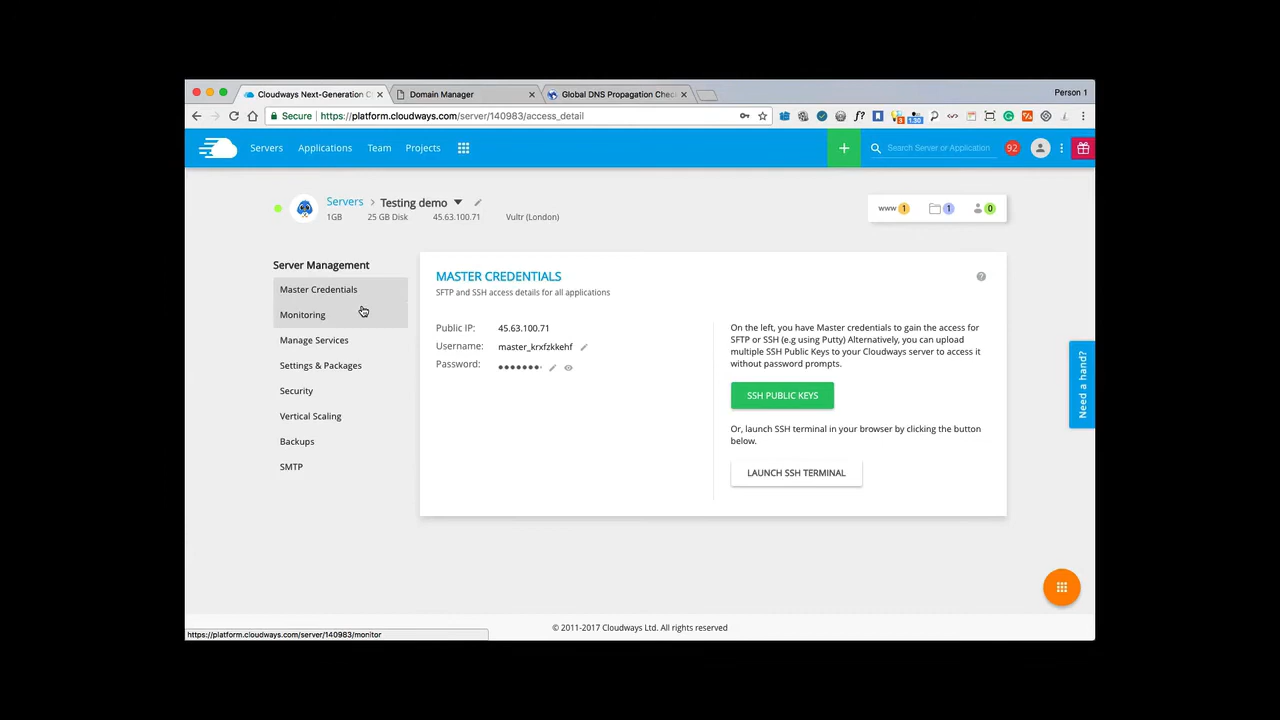 Cloudways Next-Generation C
Domain Manager
Global DNS Propagation Chec
Person 1
Secure
https://platform.cloudways.com/server/140983/access_detail
f?
3
1.30
Servers
Applications
Team
Projects
+
Search Server or Application
92
Servers > Testing demo
1GB
25 GB Disk
45.63.100.71
Vultr (London)
www 1
1
0
Server Management
Master Credentials
Monitoring
Manage Services
Settings & Packages
Security
Vertical Scaling
Backups
SMTP
MASTER CREDENTIALS
SFTP and SSH access details for all applications
Public IP: 45.63.100.71
Username: master_krxfzkkehf
Password: •••••••
On the left, you have Master credentials to gain the access for
SFTP or SSH (e.g using Putty) Alternatively, you can upload
multiple SSH Public Keys to your Cloudways server to access it
without password prompts.
SSH PUBLIC KEYS
Or, launch SSH terminal in your browser by clicking the button
below.
LAUNCH SSH TERMINAL
Need a hand?
https://platform.cloudways.com/server/140983/monitor
© 2011-2017 Cloudways Ltd. All rights reserved